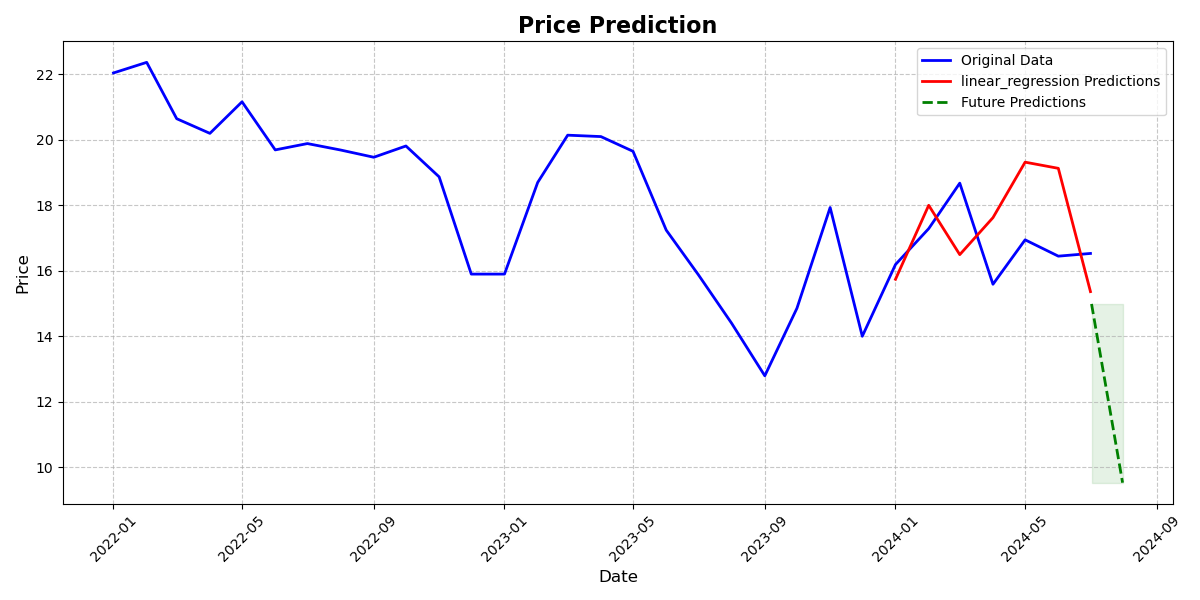 Price Prediction
Original Data
linear_regression Predictions
Future Predictions
Price
22
20
18
16
14
12
10
2022-01
2022-05
2022-09
2023-01
2023-05
2023-09
2024-01
2024-05
2024-09
Date